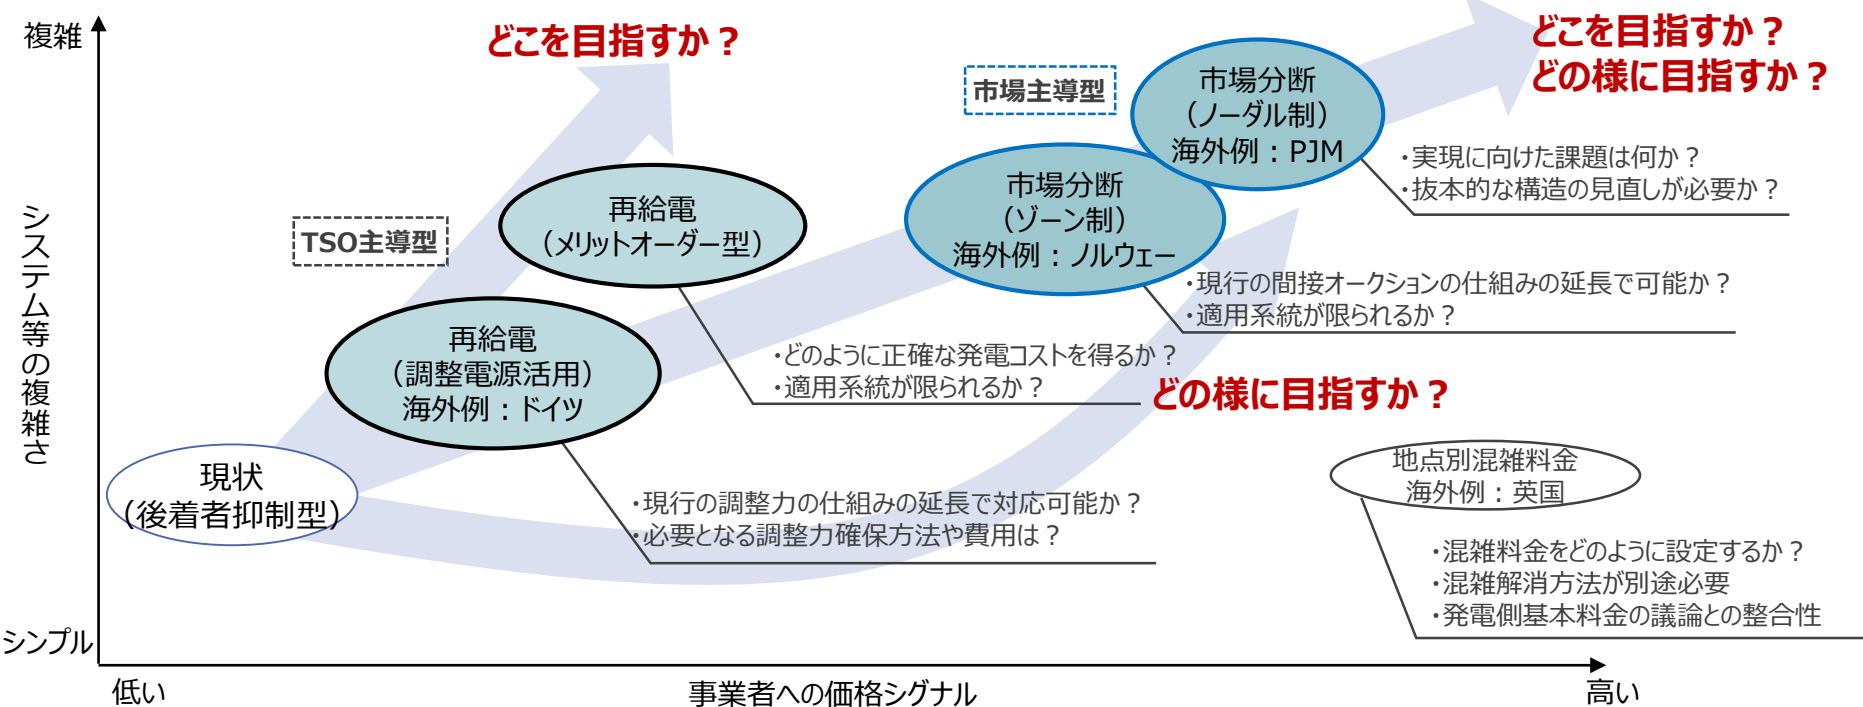 複雑
どこを目指すか？
どこを目指すか？
どの様に目指すか？
市場主導型
市場分断
（ノーダル制）
海外例：PJM
・実現に向けた課題は何か？
・抜本的な構造の見直しが必要か？
TSO主導型
再給電
（メリットオーダー型）
市場分断
（ゾーン制）
海外例：ノルウェー
・現行の間接オークションの仕組みの延長で可能か？
・適用系統が限られるか？
システム等の複雑さ
再給電
（調整電源活用）
海外例：ドイツ
・どのように正確な発電コストを得るか？
・適用系統が限られるか？
どの様に目指すか？
現状
（後着者抑制型）
・現行の調整力の仕組みの延長で対応可能か？
・必要となる調整力確保方法や費用は？
地点別混雑料金
海外例：英国
・混雑料金をどのように設定するか？
・混雑解消方法が別途必要
・発電側基本料金の議論との整合性
シンプル
低い
事業者への価格シグナル
高い